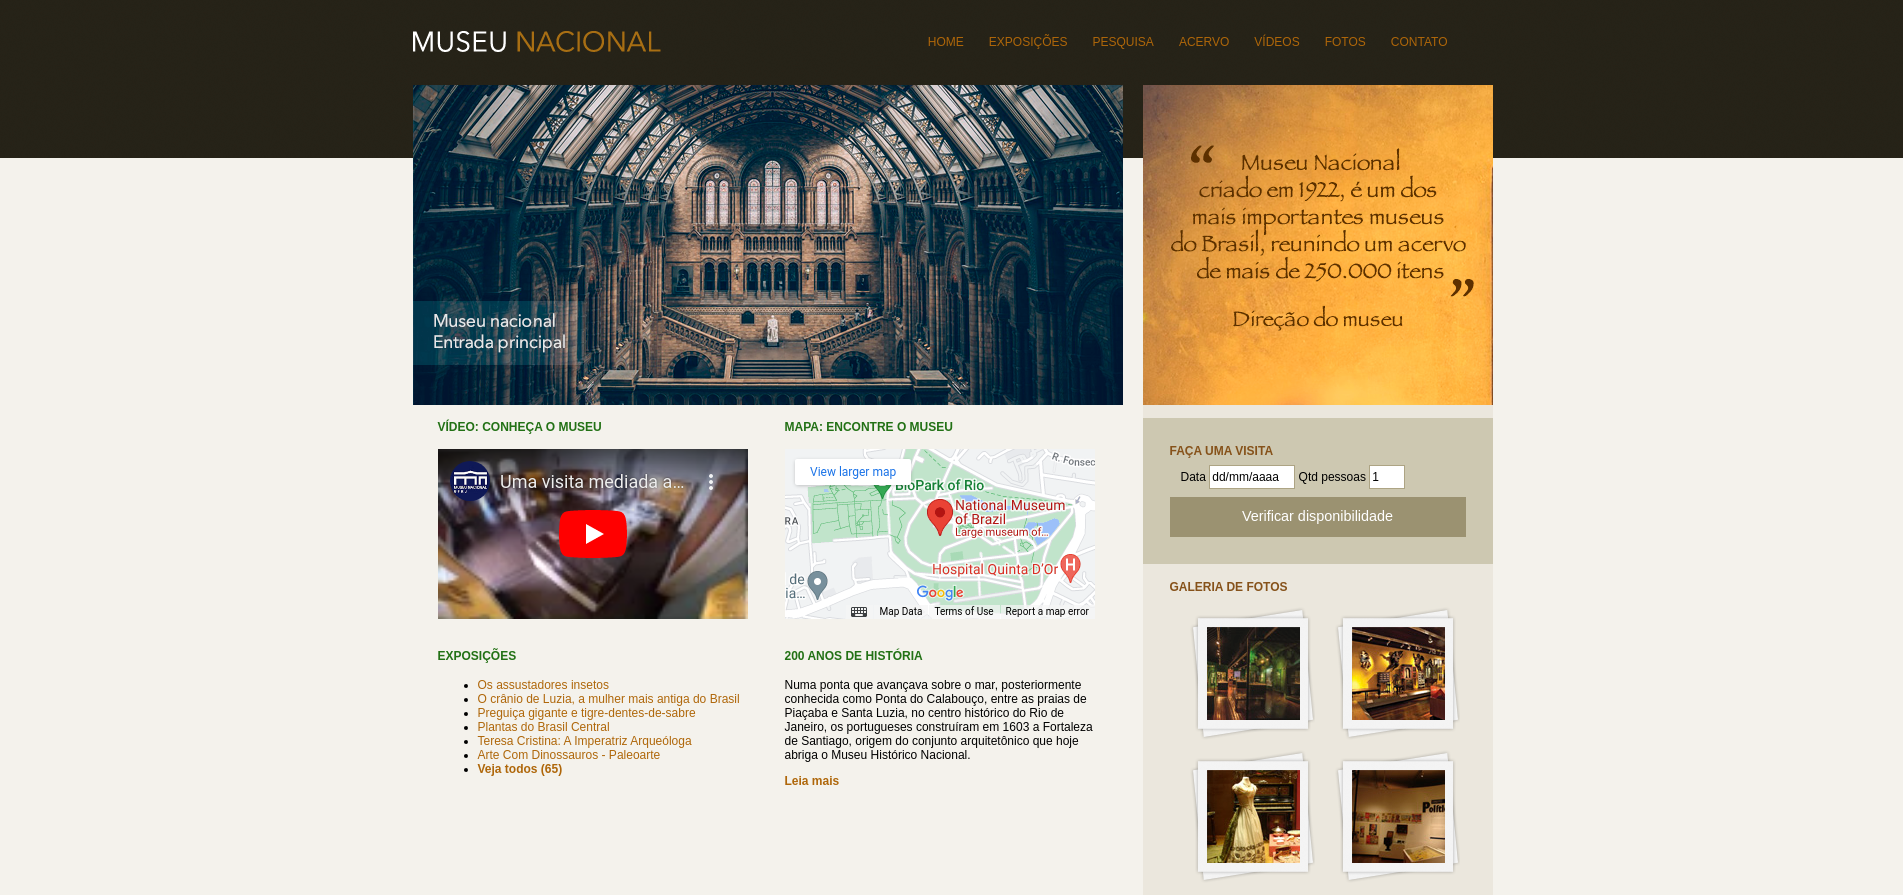 MUSEU NACIONAL
HOME EXPOSIÇÕES PESQUISA ACERVO VÍDEOS FOTOS CONTATO
Museu nacional
Entrada principal
“ Museu Nacional
criado em 1922, é um dos
mais importantes museus
do Brasil, reunindo um acervo
de mais de 250.000 itens ”
Direção do museu
VÍDEO: CONHEÇA O MUSEU
MUSEU NACIONAL
UFRJ
Uma visita mediada a...
MAPA: ENCONTRE O MUSEU
View larger map
R. Fonsec
BioPark of Rio
National Museum
of Brazil
Large museum of...
RA
Hospital Quinta D'Or
H
de
ia...
Google
Map Data Terms of Use Report a map error
EXPOSIÇÕES
Os assustadores insetos
O crânio de Luzia, a mulher mais antiga do Brasil
Preguiça gigante e tigre-dentes-de-sabre
Plantas do Brasil Central
Teresa Cristina: A Imperatriz Arqueóloga
Arte Com Dinossauros - Paleoarte
Veja todos (65)
200 ANOS DE HISTÓRIA
Numa ponta que avançava sobre o mar, posteriormente
conhecida como Ponta do Calabouço, entre as praias de
Piaçaba e Santa Luzia, no centro histórico do Rio de
Janeiro, os portugueses construíram em 1603 a Fortaleza
de Santiago, origem do conjunto arquitetônico que hoje
abriga o Museu Histórico Nacional.
Leia mais
FAÇA UMA VISITA
Data dd/mm/aaaa Qtd pessoas 1
Verificar disponibilidade
GALERIA DE FOTOS